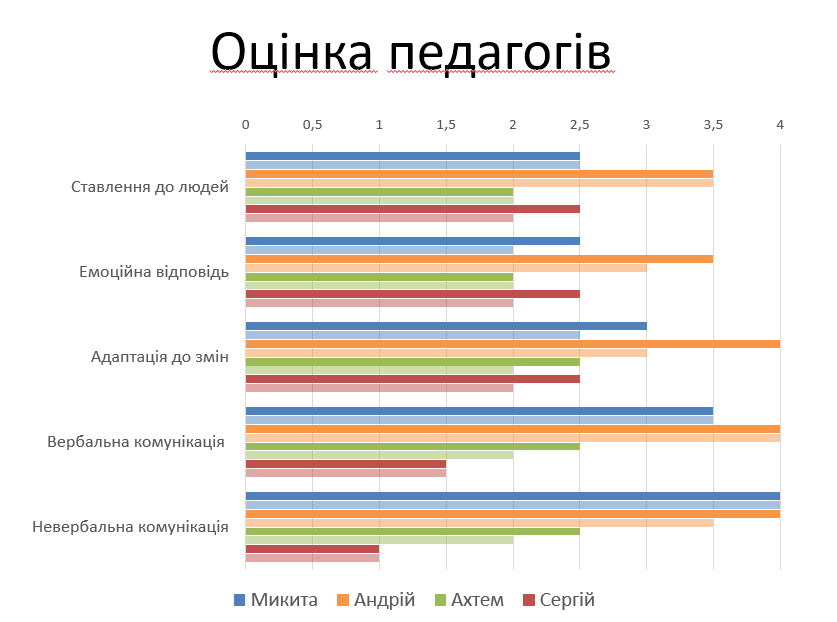 Оцінка педагогів
0 0,5 1 1,5 2 2,5 3 3,5 4
Ставлення до людей
Емоційна відповідь
Адаптація до змін
Вербальна комунікація
Невербальна комунікація
Микита Андрій Ахтем Сергій